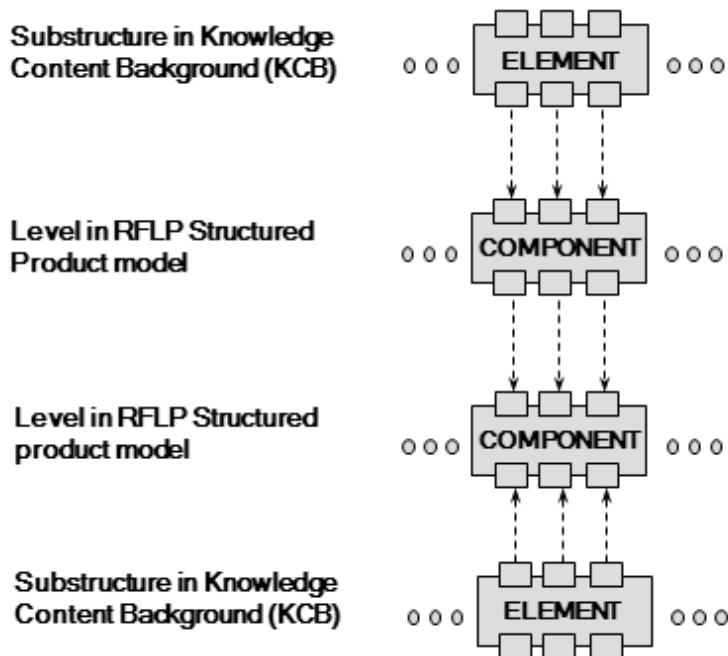 Substructure in Knowledge
Content Background (KCB)
ELEMENT
Level in RFLP Structured
Product model
COMPONENT
Level in RFLP Structured
product model
COMPONENT
Substructure in Knowledge
Content Background (KCB)
ELEMENT